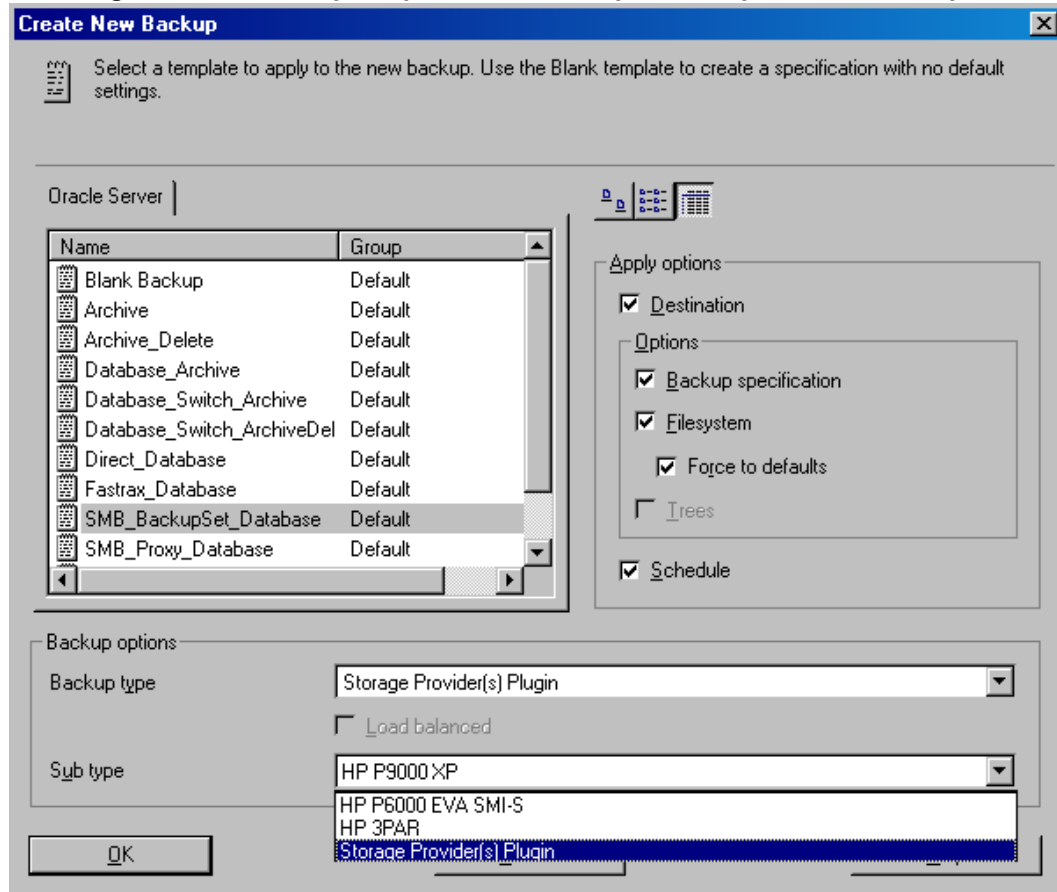 Create New Backup
Select a template to apply to the new backup. Use the Blank template to create a specification with no default
settings.
Oracle Server
Name Group
Blank Backup Default
Archive Default
Archive_Delete Default
Database_Archive Default
Database_Switch_Archive Default
Database_Switch_ArchiveDel Default
Direct_Database Default
Fastrax_Database Default
SMB_BackupSet_Database Default
SMB_Proxy_Database Default
Apply options
Destination
Options
Backup specification
Filesystem
Force to defaults
Trees
Schedule
Backup options
Backup type Storage Provider(s) Plugin
Load balanced
Sub type HP P9000 XP
HP P6000 EVA SMI-S
HP 3PAR
Storage Provider(s) Plugin
OK